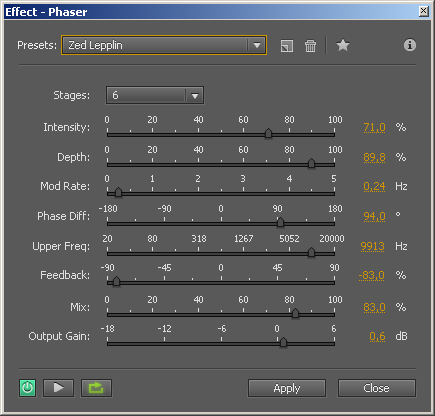 Effect - Phaser
Presets: Zed Lepplin
Stages: 6
0 20 40 60 80 100
Intensity: 71,0 %
0 20 40 60 80 100
Depth: 89,8 %
0 1 2 3 4 5
Mod Rate: 0,24 Hz
-180 -90 0 90 180
Phase Diff: 94,0 °
20 80 318 1267 5052 20000
Upper Freq: 9913 Hz
-90 -45 0 45 90
Feedback: -83,0 %
0 20 40 60 80 100
Mix: 83,0 %
-18 -12 -6 0 6
Output Gain: 0,6 dB
Apply Close